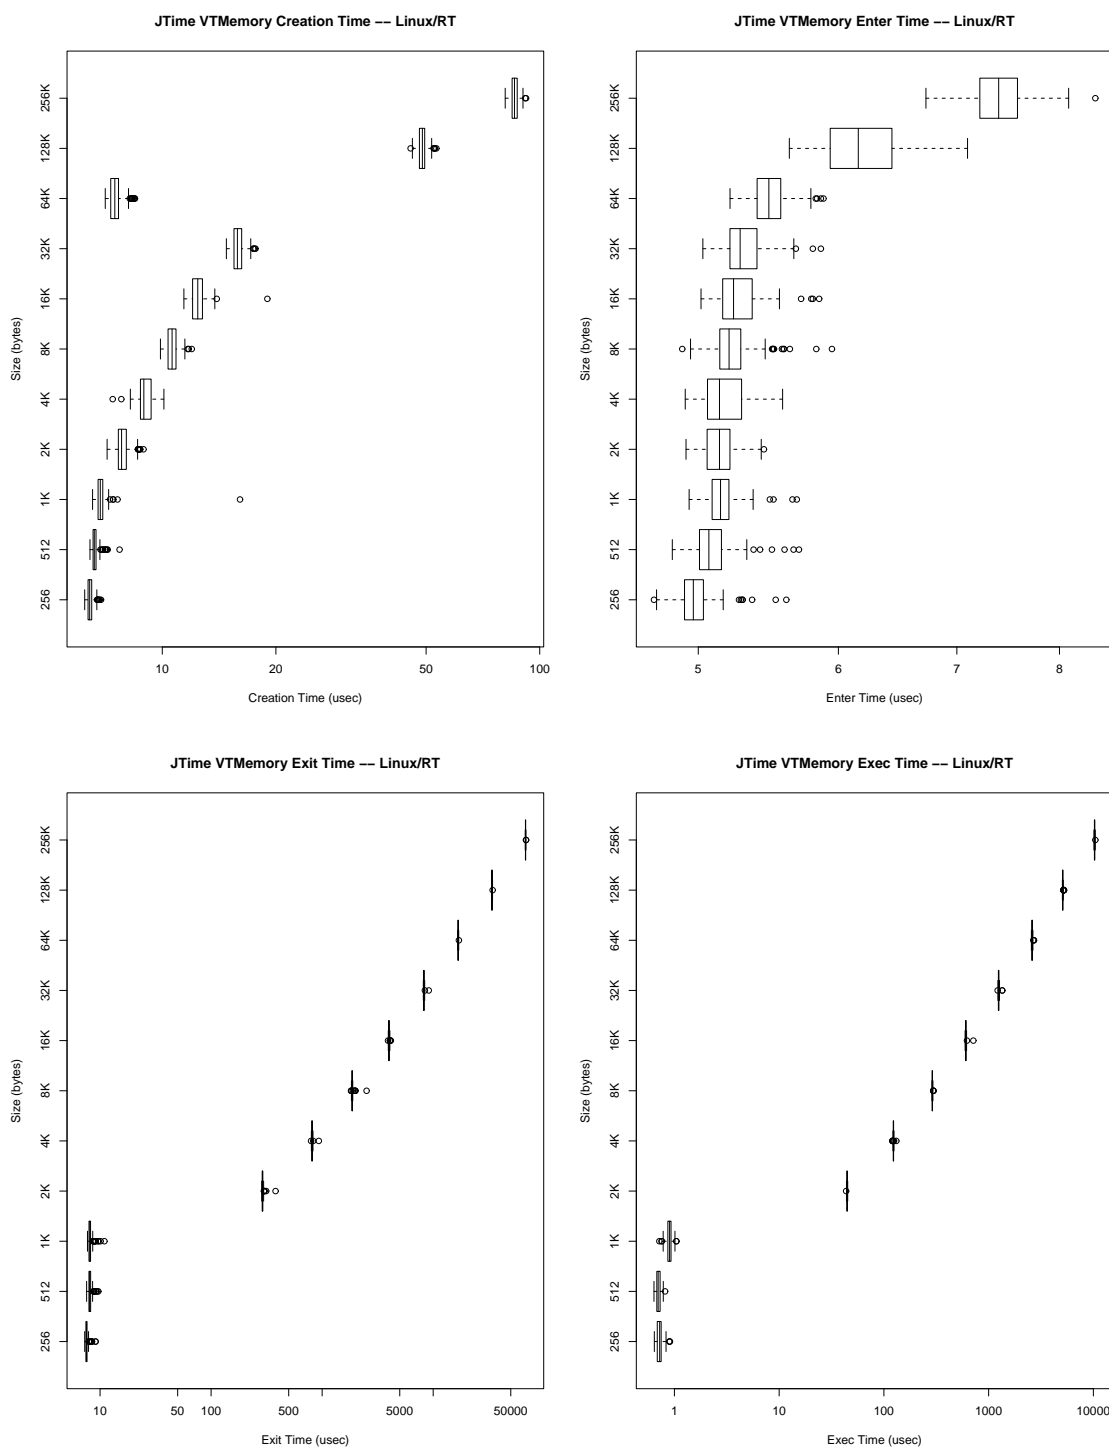 JTime VTMemory Creation Time −− Linux/RT
256K
128K
64K
32K
16K
8K
4K
2K
1K
512
256
Size (bytes)
10 20 50 100
Creation Time (usec)
JTime VTMemory Enter Time −− Linux/RT
256K
128K
64K
32K
16K
8K
4K
2K
1K
512
256
Size (bytes)
5 6 7 8
Enter Time (usec)
JTime VTMemory Exit Time −− Linux/RT
256K
128K
64K
32K
16K
8K
4K
2K
1K
512
256
Size (bytes)
10 50 100 500 5000 50000
Exit Time (usec)
JTime VTMemory Exec Time −− Linux/RT
256K
128K
64K
32K
16K
8K
4K
2K
1K
512
256
Size (bytes)
1 10 100 1000 10000
Exec Time (usec)